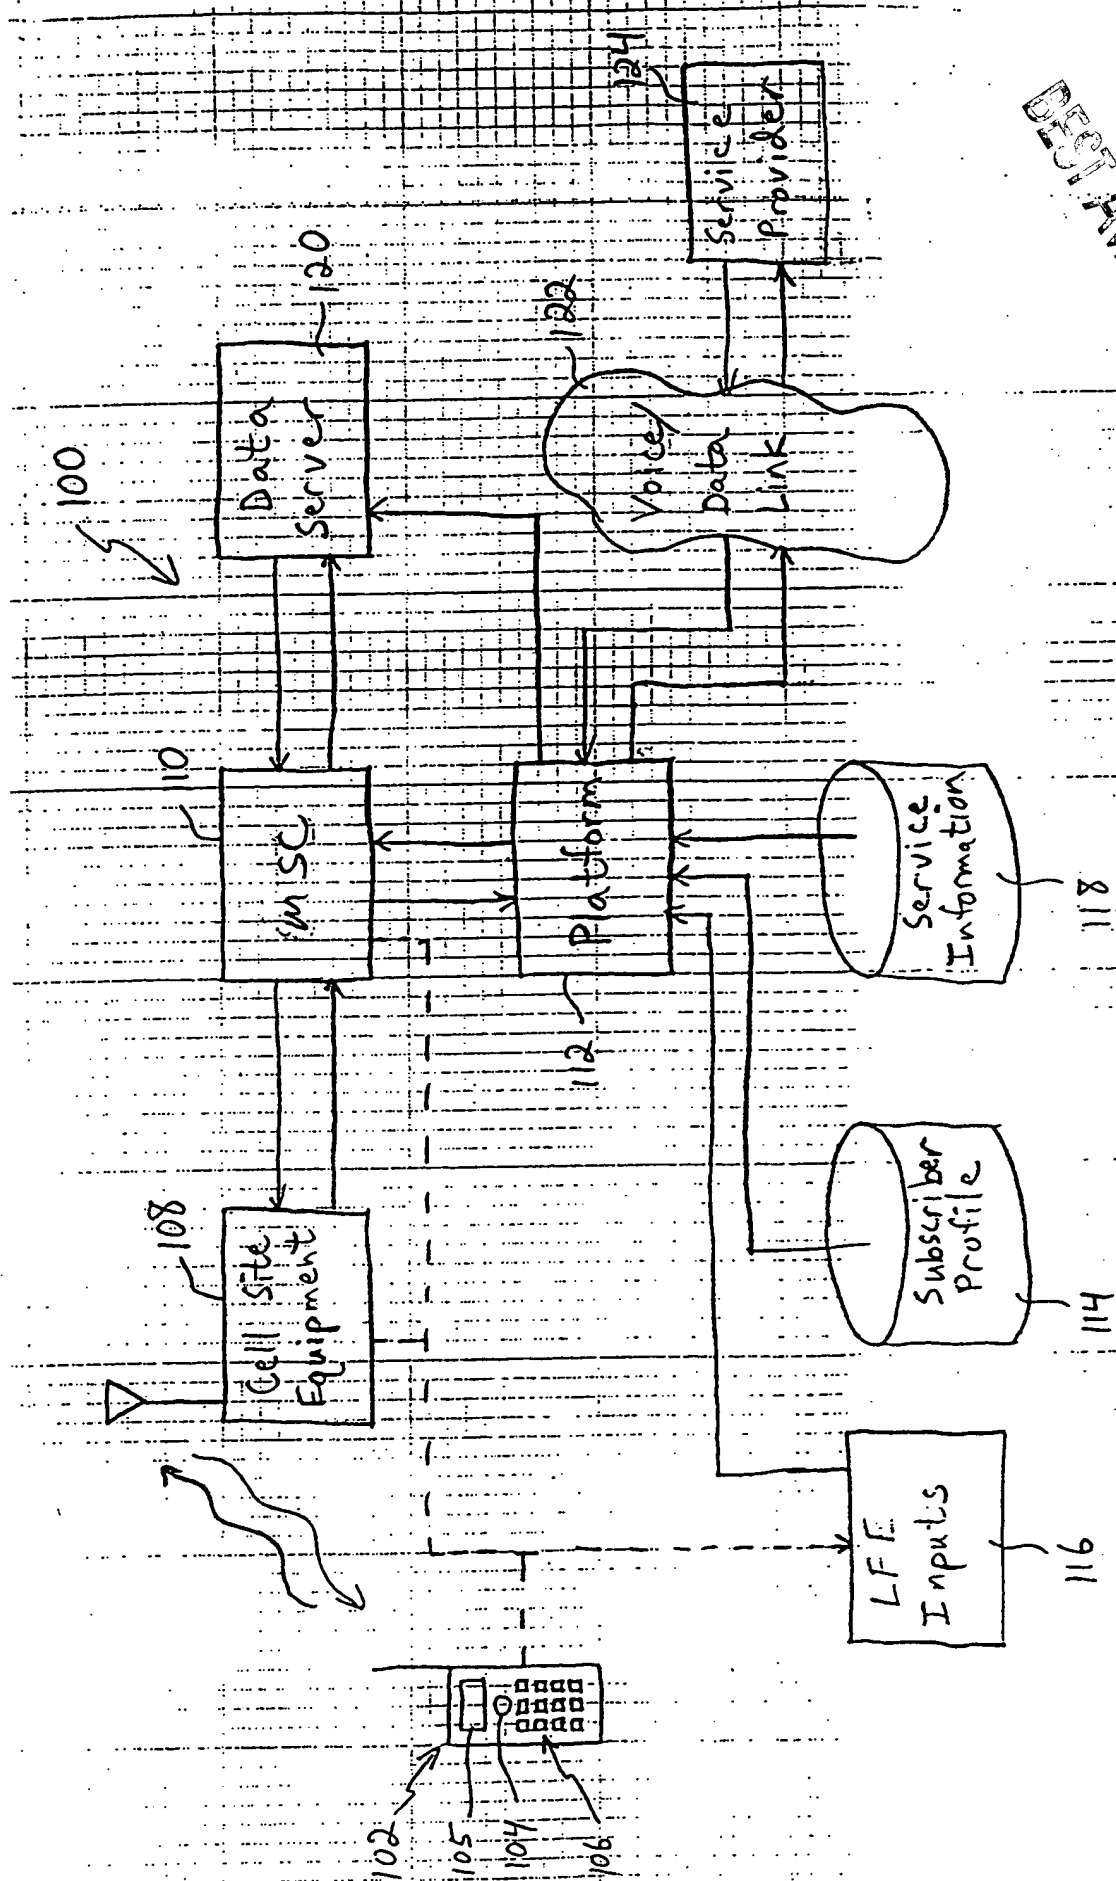 100
108
Cell Site
Equipment
110
MSC
Data
Server
120
102
105
104
106
112
Platform
Voice/
Data
Link
122
124
Service
Provider
LFE
Inputs
116
Subscriber
Profile
114
Service
Information
118
BEST